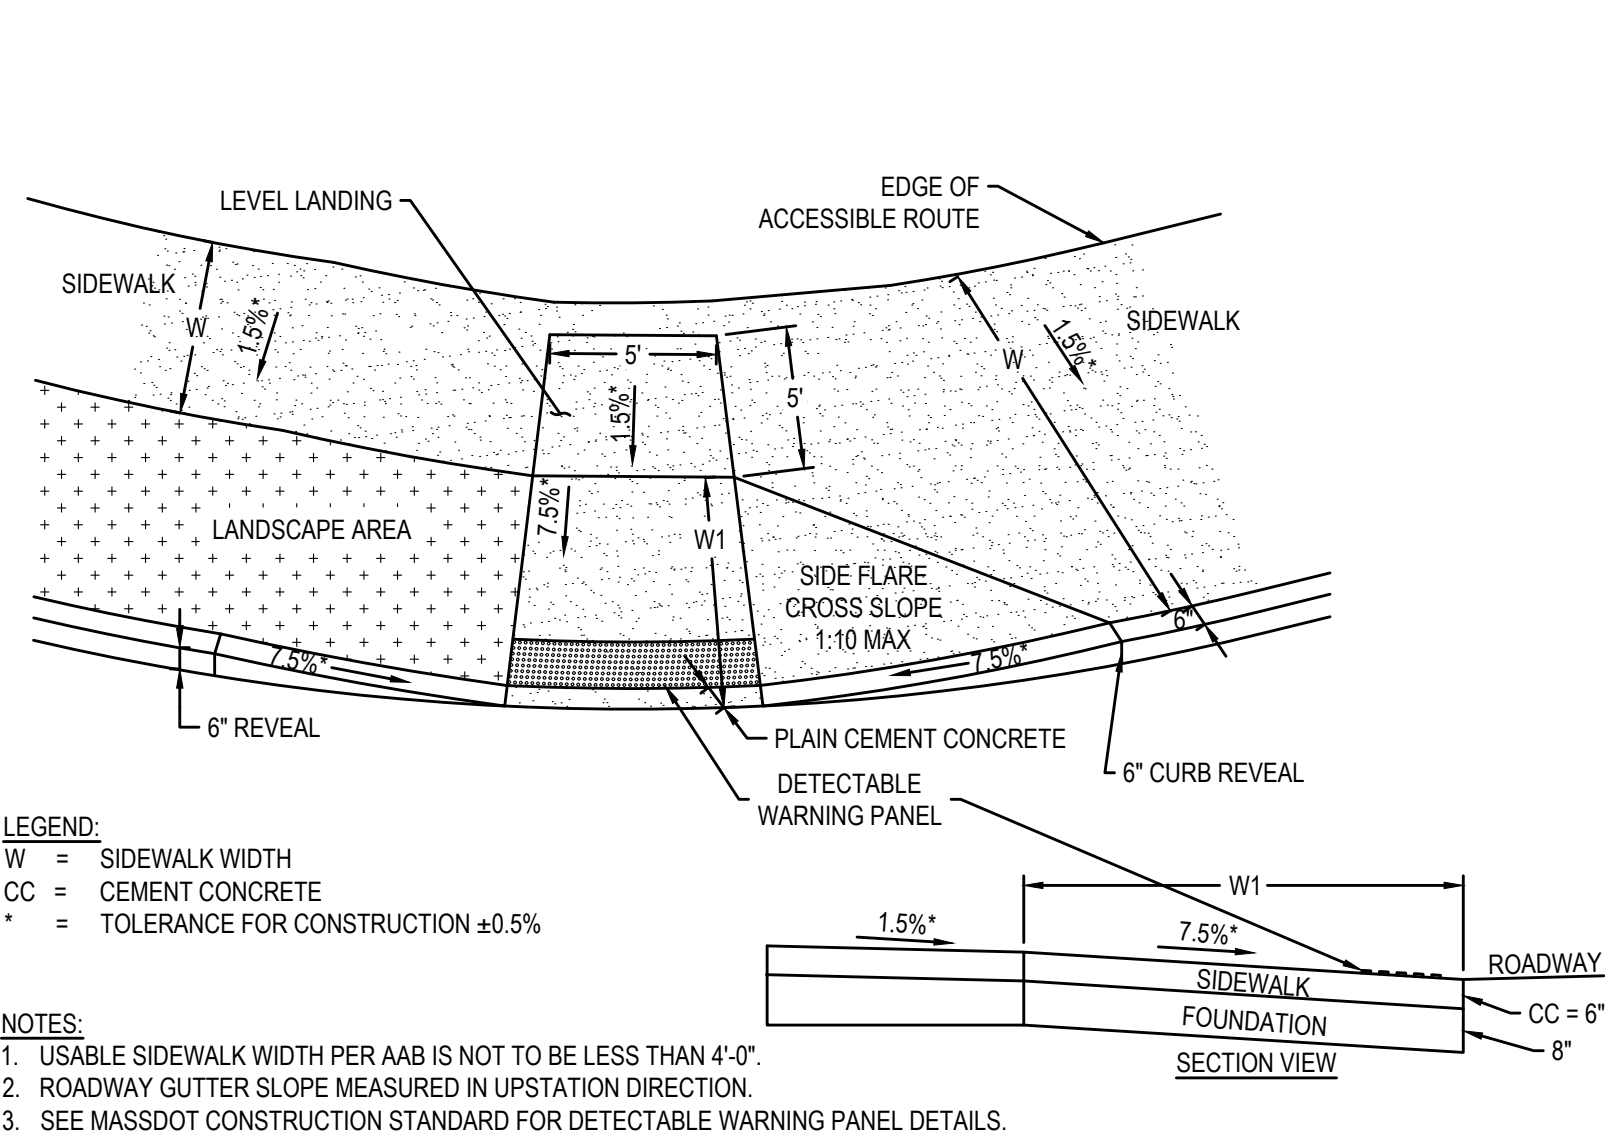 EDGE OF
ACCESSIBLE ROUTE
LEVEL LANDING
SIDEWALK
W
1.5%*
5'
1.5%*
5'
W
1.5%*
SIDEWALK
LANDSCAPE AREA
7.5%*
W1
SIDE FLARE
CROSS SLOPE
1:10 MAX
6"
7.5%*
7.5%*
6" REVEAL
PLAIN CEMENT CONCRETE
6" CURB REVEAL
DETECTABLE
WARNING PANEL
LEGEND:
W = SIDEWALK WIDTH
CC = CEMENT CONCRETE
* = TOLERANCE FOR CONSTRUCTION ±0.5%
W1
1.5%*
7.5%*
ROADWAY
SIDEWALK
FOUNDATION
CC = 6"
8"
SECTION VIEW
NOTES:
1. USABLE SIDEWALK WIDTH PER AAB IS NOT TO BE LESS THAN 4'-0".
2. ROADWAY GUTTER SLOPE MEASURED IN UPSTATION DIRECTION.
3. SEE MASSDOT CONSTRUCTION STANDARD FOR DETECTABLE WARNING PANEL DETAILS.